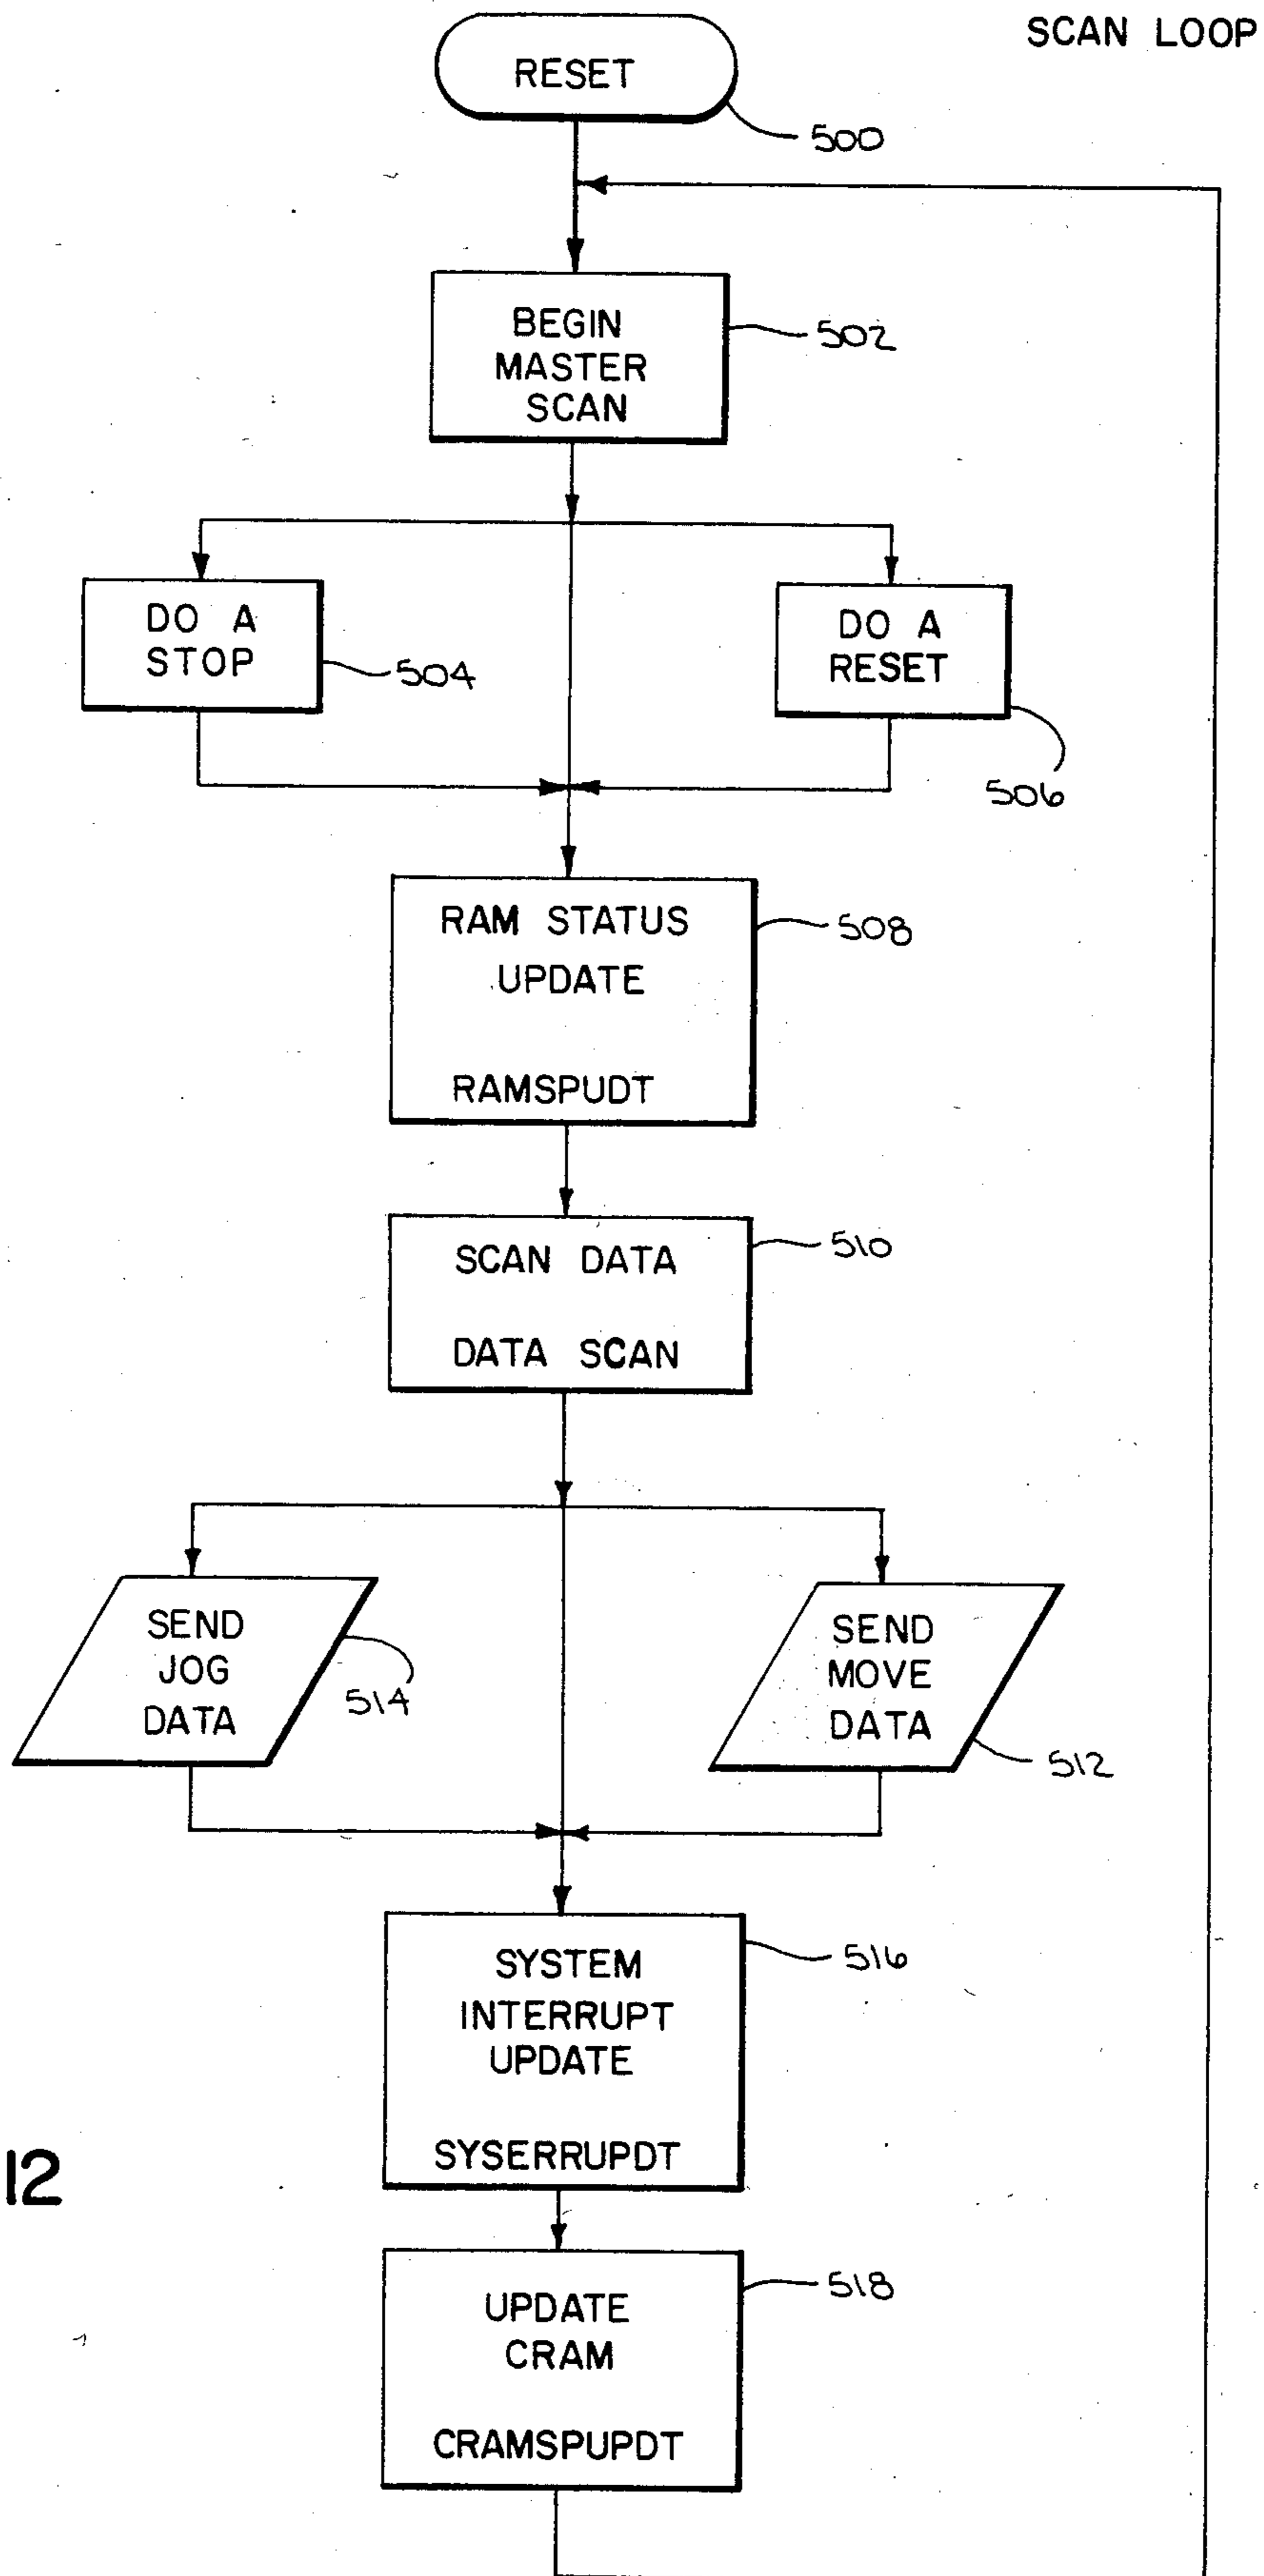 SCAN LOOP
RESET
500
BEGIN
MASTER
SCAN
502
DO A
STOP
504
DO A
RESET
506
RAM STATUS
UPDATE
RAMSPUDT
508
SCAN DATA
DATA SCAN
510
SEND
JOG
DATA
514
SEND
MOVE
DATA
512
SYSTEM
INTERRUPT
UPDATE
SYSERRUPDT
516
12
UPDATE
CRAM
CRAMSPUPDT
518